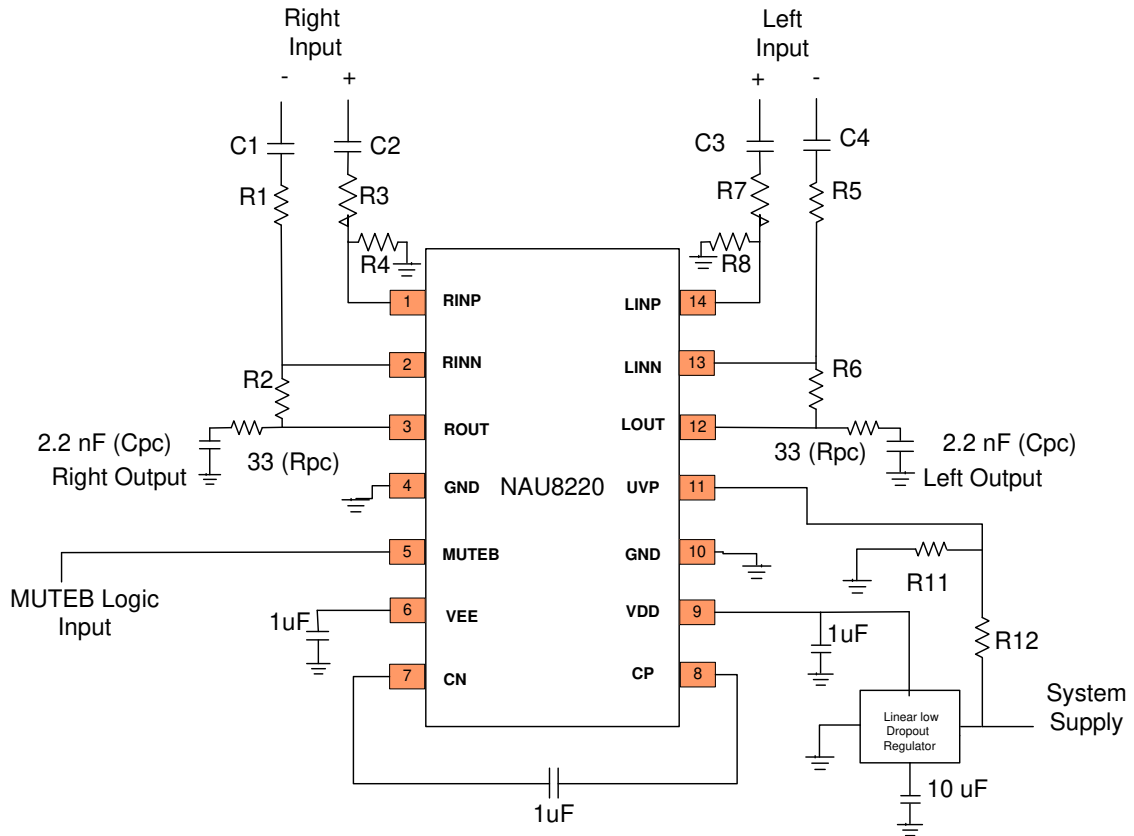 Right
Input
Left
Input
- +
+ -
C1
C2
C3
C4
R1
R3
R7
R5
R4
R8
1 RINP
LINP 14
2 RINN
LINN 13
R2
R6
3 ROUT
LOUT 12
2.2 nF (Cpc)
Right Output
33 (Rpc)
33 (Rpc)
2.2 nF (Cpc)
Left Output
4 GND
NAU8220
UVP 11
5 MUTEB
GND 10
R11
MUTEB Logic
Input
6 VEE
VDD 9
1uF
1uF
R12
7 CN
CP 8
System
Supply
Linear low
Dropout
Regulator
10 uF
1uF